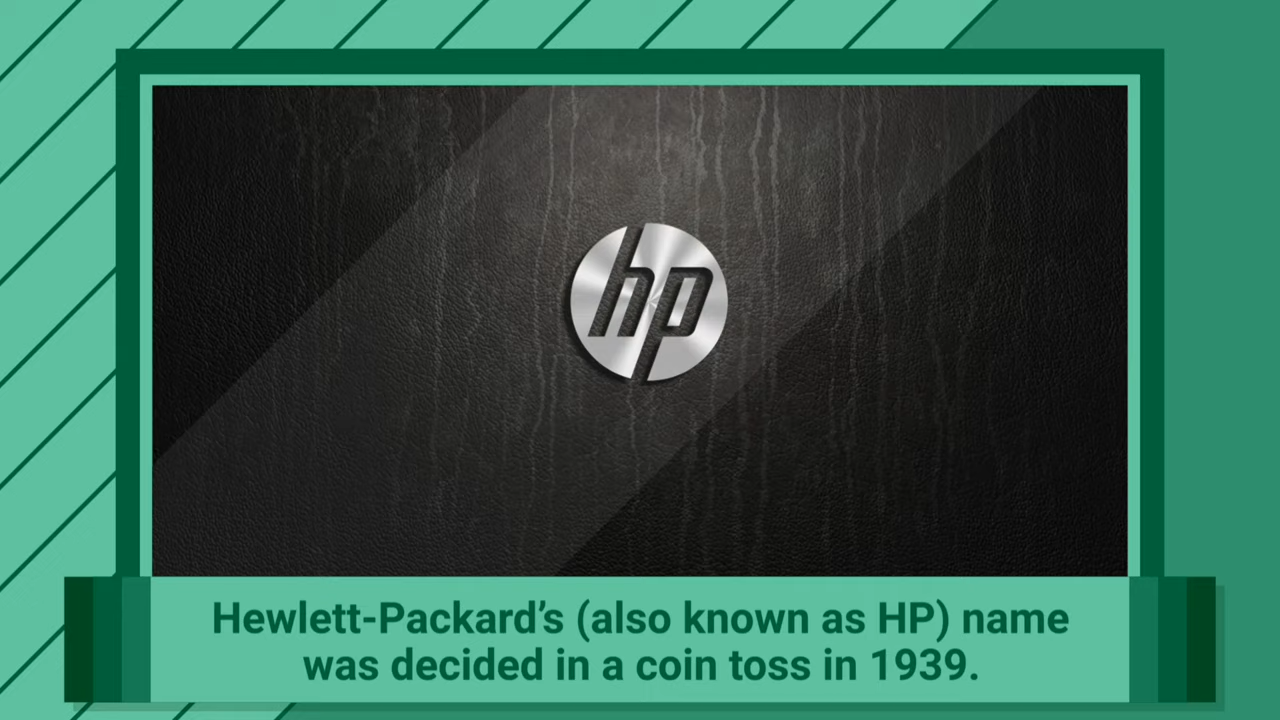 hp
Hewlett-Packard’s (also known as HP) name
was decided in a coin toss in 1939.